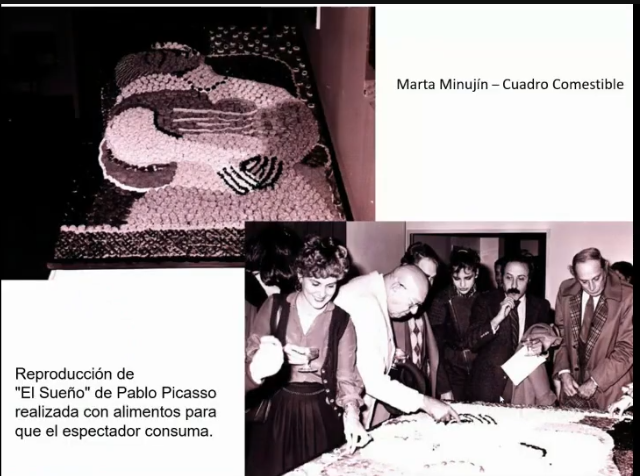 Marta Minujín – Cuadro Comestible
Reproducción de
"El Sueño" de Pablo Picasso
realizada con alimentos para
que el espectador consuma.